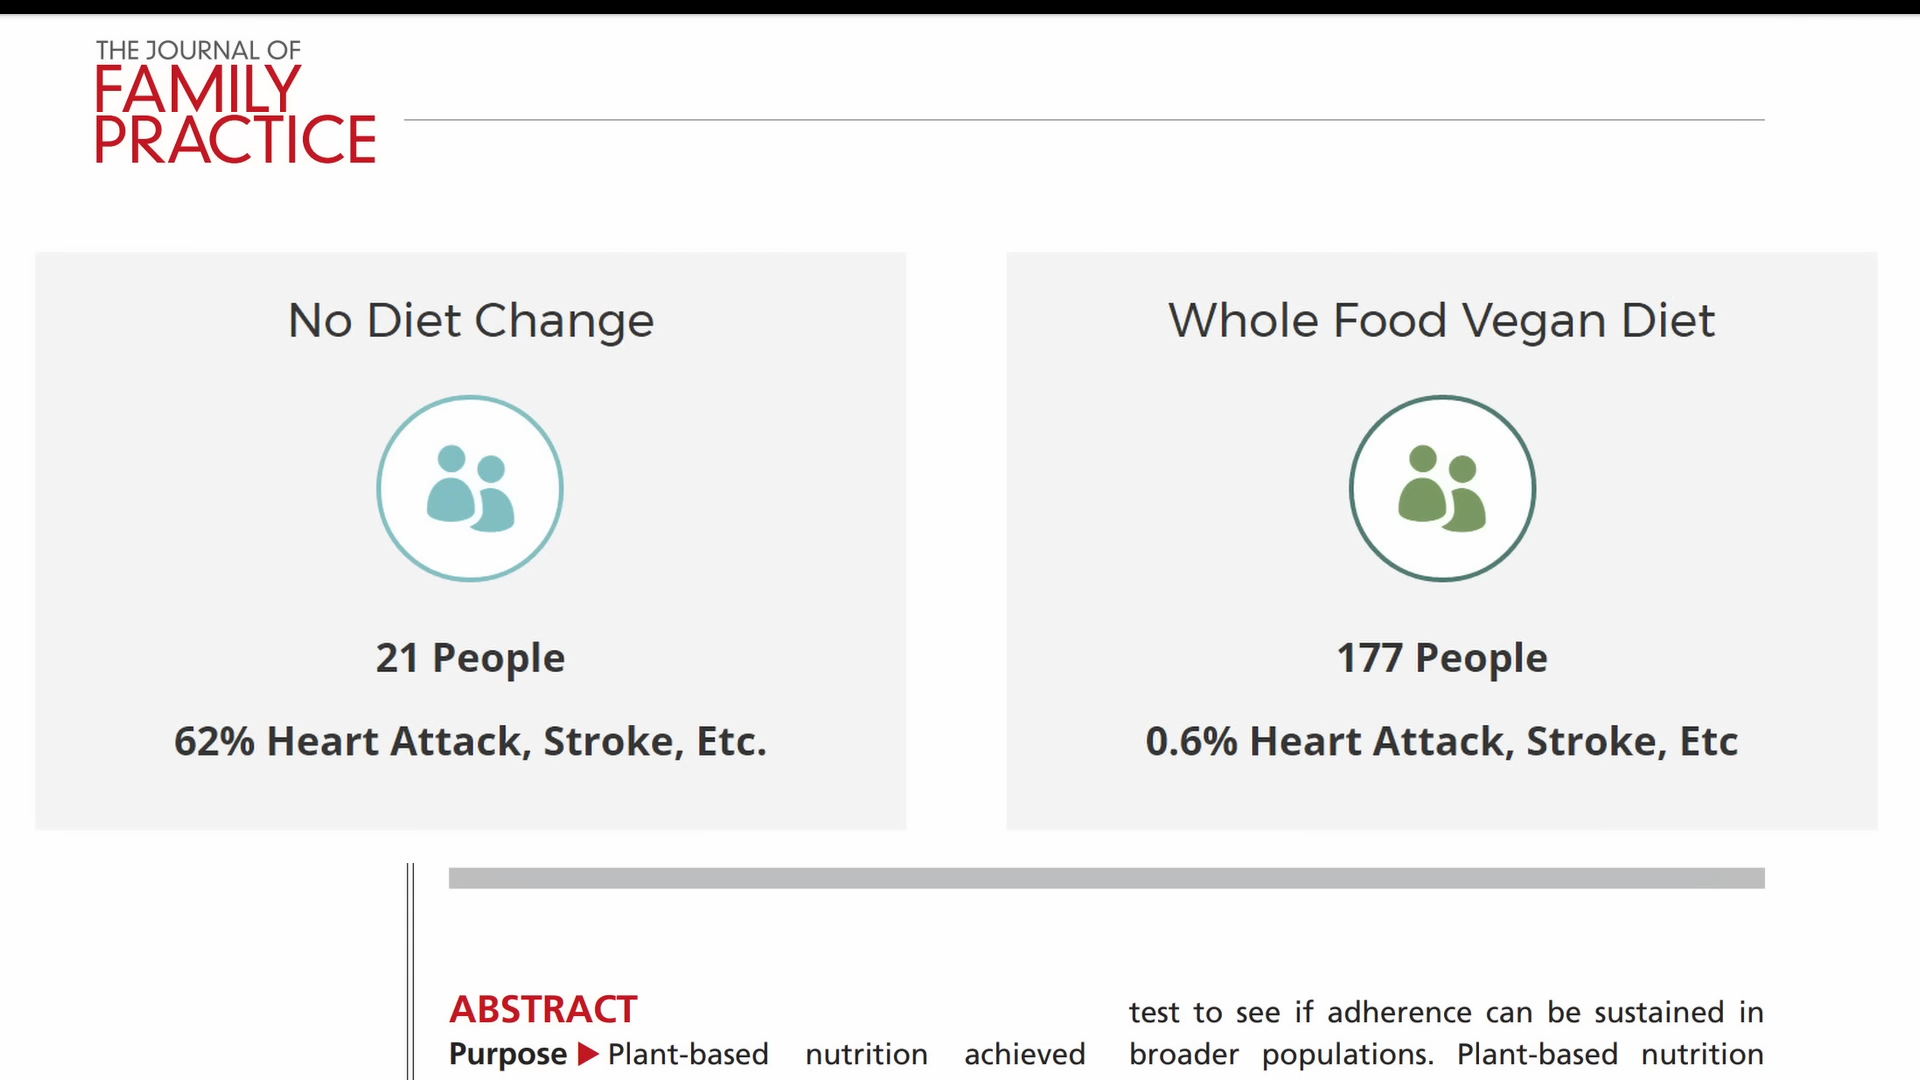 THE JOURNAL OF
FAMILY
PRACTICE
No Diet Change
21 People
62% Heart Attack, Stroke, Etc.
Whole Food Vegan Diet
177 People
0.6% Heart Attack, Stroke, Etc
ABSTRACT
Purpose ▶ Plant-based nutrition achieved
test to see if adherence can be sustained in
broader populations. Plant-based nutrition